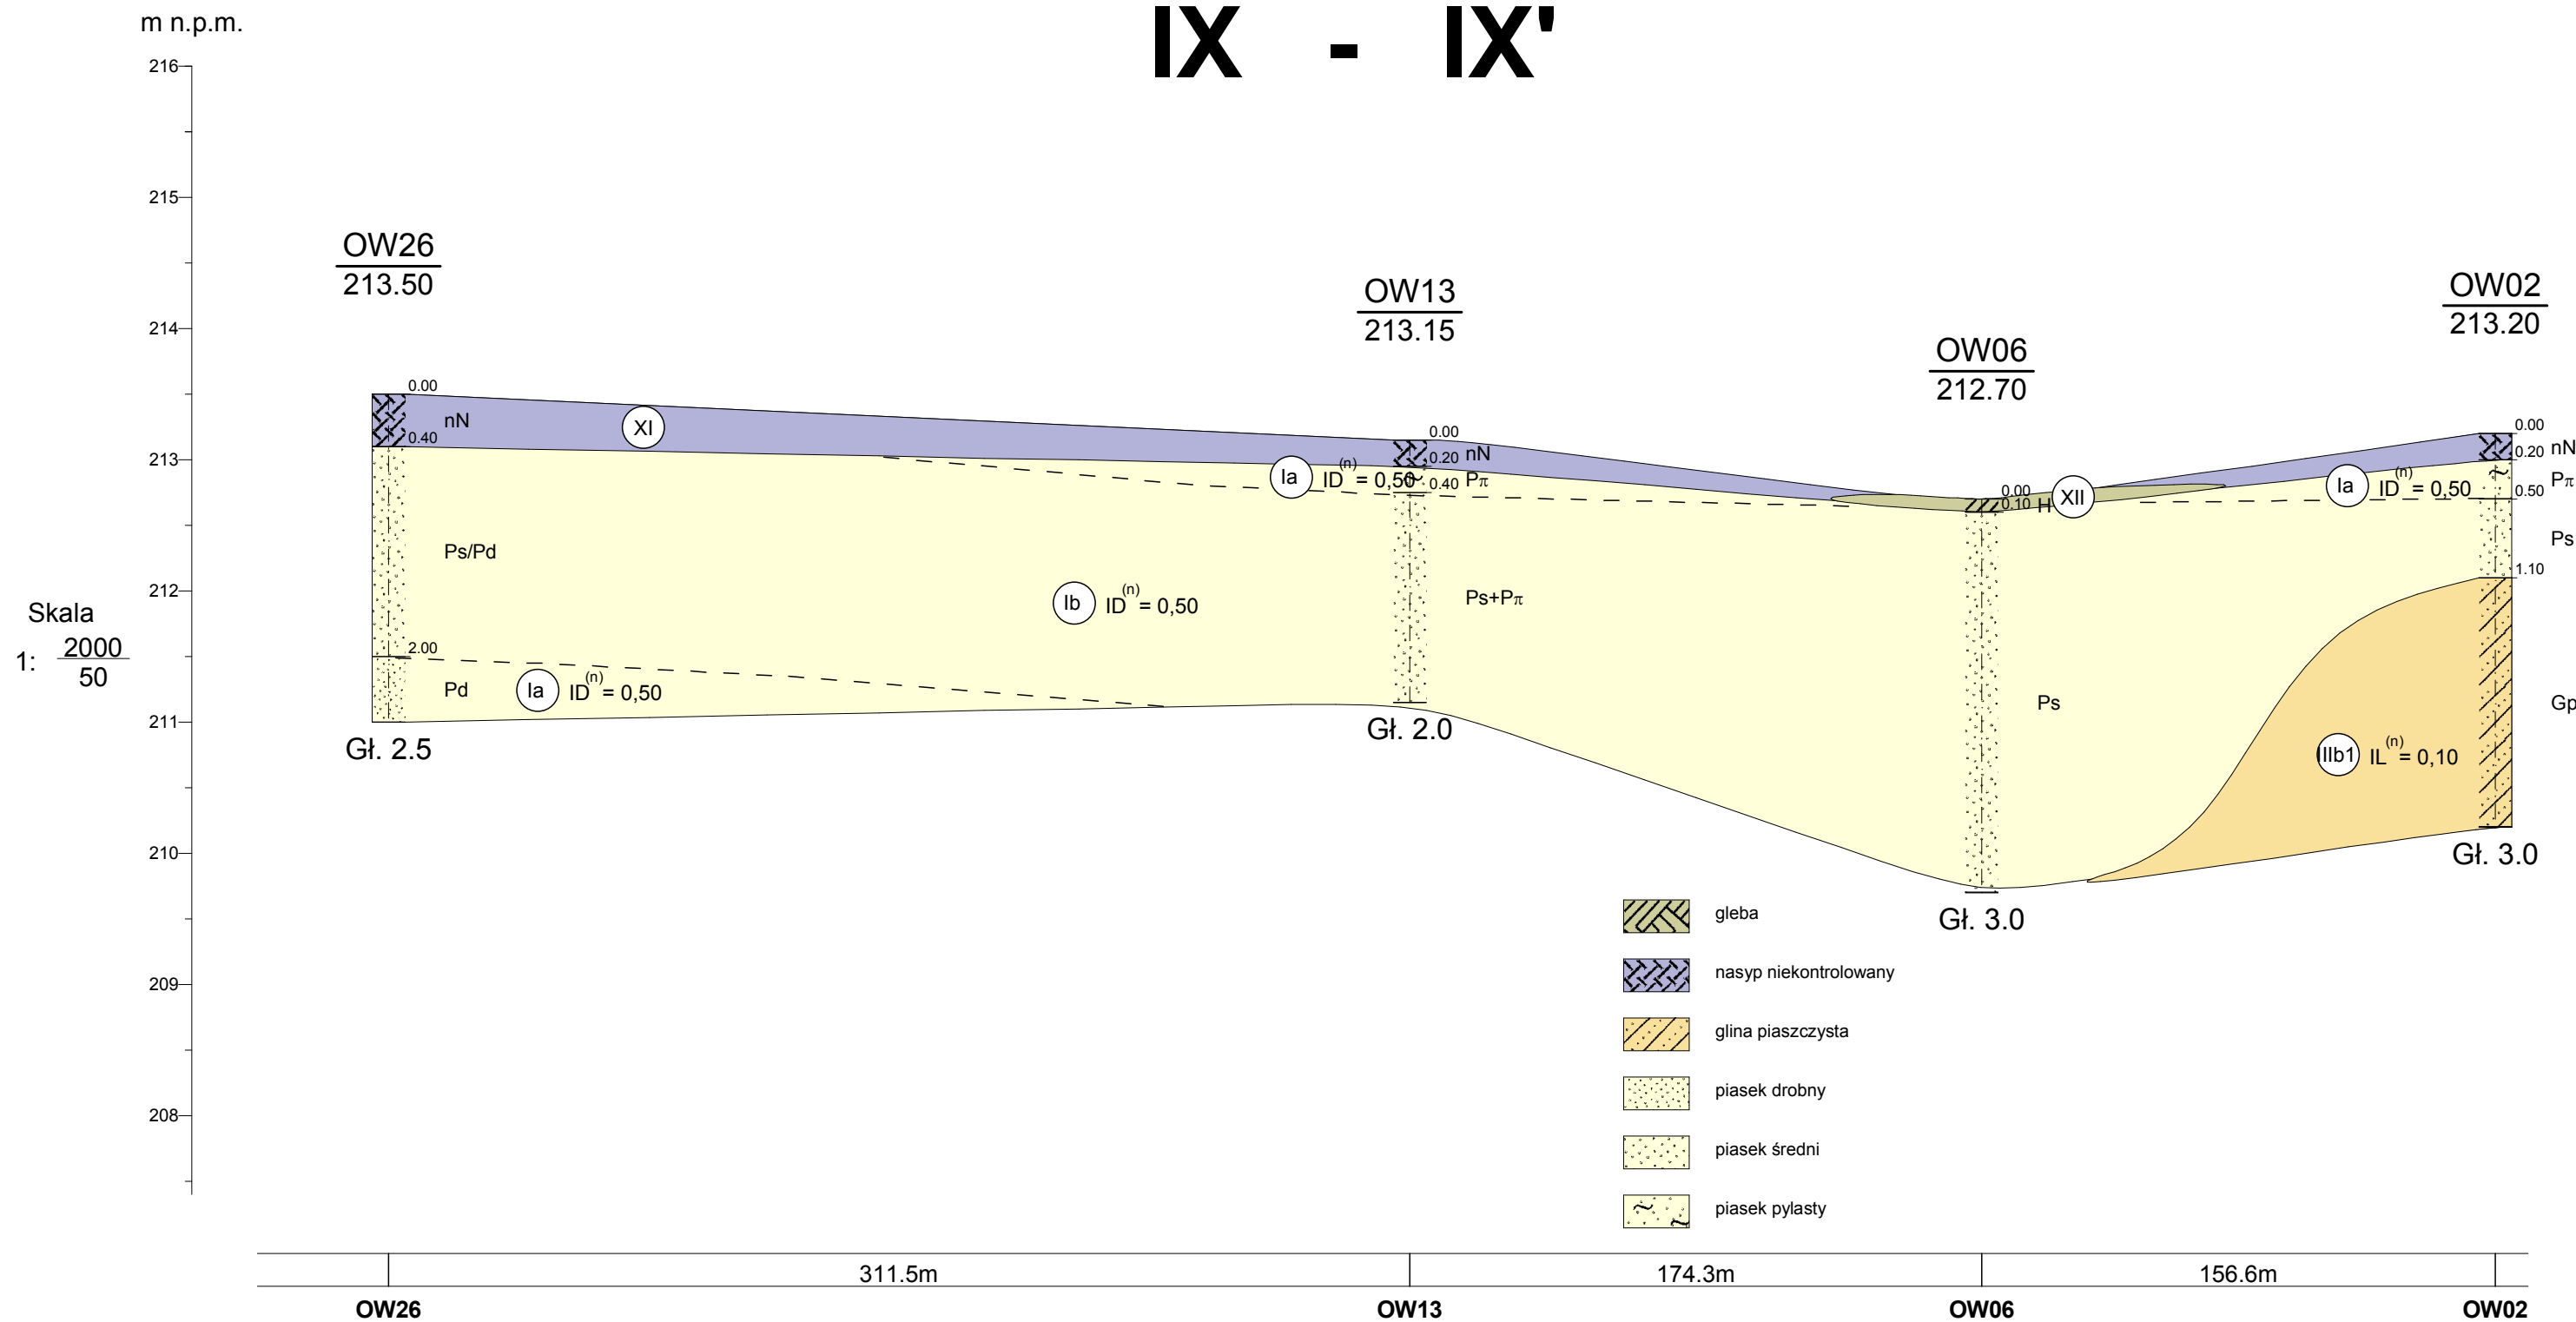 IX - IX'
m n.p.m.
216
215
214
213
212
211
210
209
208
Skala
1: 2000
50
OW26
213.50
0.00
nN
0.40
Ps/Pd
2.00
Pd
Gł. 2.5
XI
Ia ID(n) = 0,50
Ib ID(n) = 0,50
Ia ID(n) = 0,50
OW13
213.15
0.00
0.20 nN
0.40 Pπ
Ps+Pπ
Gł. 2.0
OW06
212.70
0.00
0.10 H
XII
Ps
Gł. 3.0
OW02
213.20
0.00
0.20 nN
Pπ
0.50
Ps
1.10
Gp
Gł. 3.0
Ia ID(n) = 0,50
IIIb1 IL(n) = 0,10
gleba
nasyp niekontrolowany
glina piaszczysta
piasek drobny
piasek średni
piasek pylasty
311.5m 174.3m 156.6m
OW26 OW13 OW06 OW02